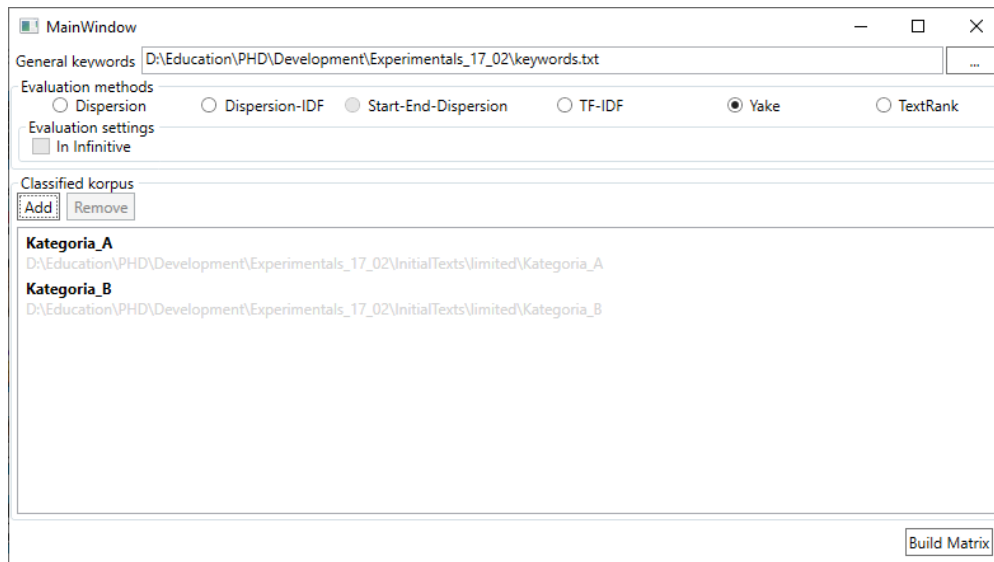 MainWindow
General keywords D:\Education\PHD\Development\Experimentals_17_02\keywords.txt ...
Evaluation methods
Dispersion Dispersion-IDF Start-End-Dispersion TF-IDF Yake TextRank
Evaluation settings
In Infinitive
Classified korpus
Add Remove
Kategoria_A
D:\Education\PHD\Development\Experimentals_17_02\InitialTexts\limited\Kategoria_A
Kategoria_B
D:\Education\PHD\Development\Experimentals_17_02\InitialTexts\limited\Kategoria_B
Build Matrix